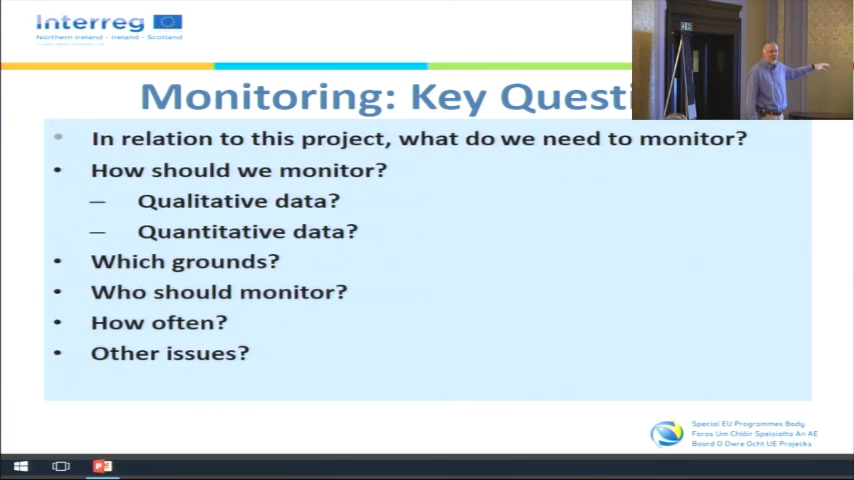 Interreg
Northern Ireland - Ireland - Scotland
Monitoring: Key Questi
• In relation to this project, what do we need to monitor?
• How should we monitor?
– Qualitative data?
– Quantitative data?
• Which grounds?
• Who should monitor?
• How often?
• Other issues?
Special EU Programmes Body
Foras Um Chláir Speisialta An AE
Boord O Owre Ocht UE Projecks